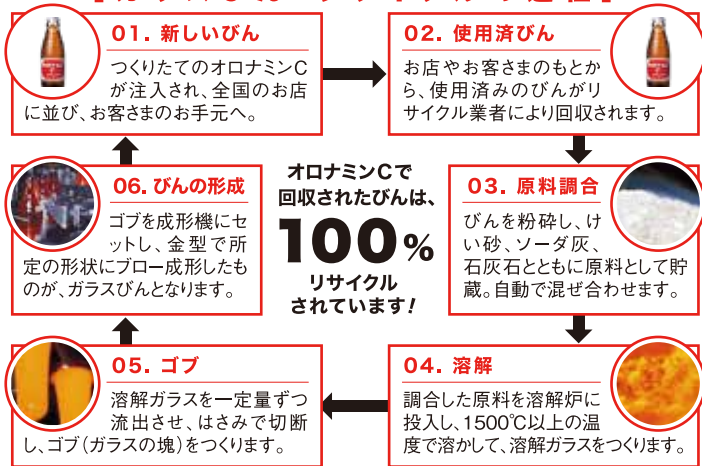 01. 新しいびん
つくりたてのオロナミンC
が注入され、全国のお店
に並び、お客さまのお手元へ。
02. 使用済びん
お店やお客さまのもとか
ら、使用済みのびんがリ
サイクル業者により回収されます。
03. 原料調合
びんを粉砕し、け
い砂、ソーダ灰、
石灰石とともに原料として貯
蔵。自動で混ぜ合わせます。
04. 溶解
調合した原料を溶解炉に
投入し、1500℃以上の温
度で溶かして、溶解ガラスをつくります。
05. ゴブ
溶解ガラスを一定量ずつ
流出させ、はさみで切断
し、ゴブ(ガラスの塊)をつくります。
06. びんの形成
ゴブを成形機にセ
ットし、金型で所
定の形状にブロー成形したも
のが、ガラスびんとなります。
オロナミンCで
回収されたびんは、
100%
リサイクル
されています!